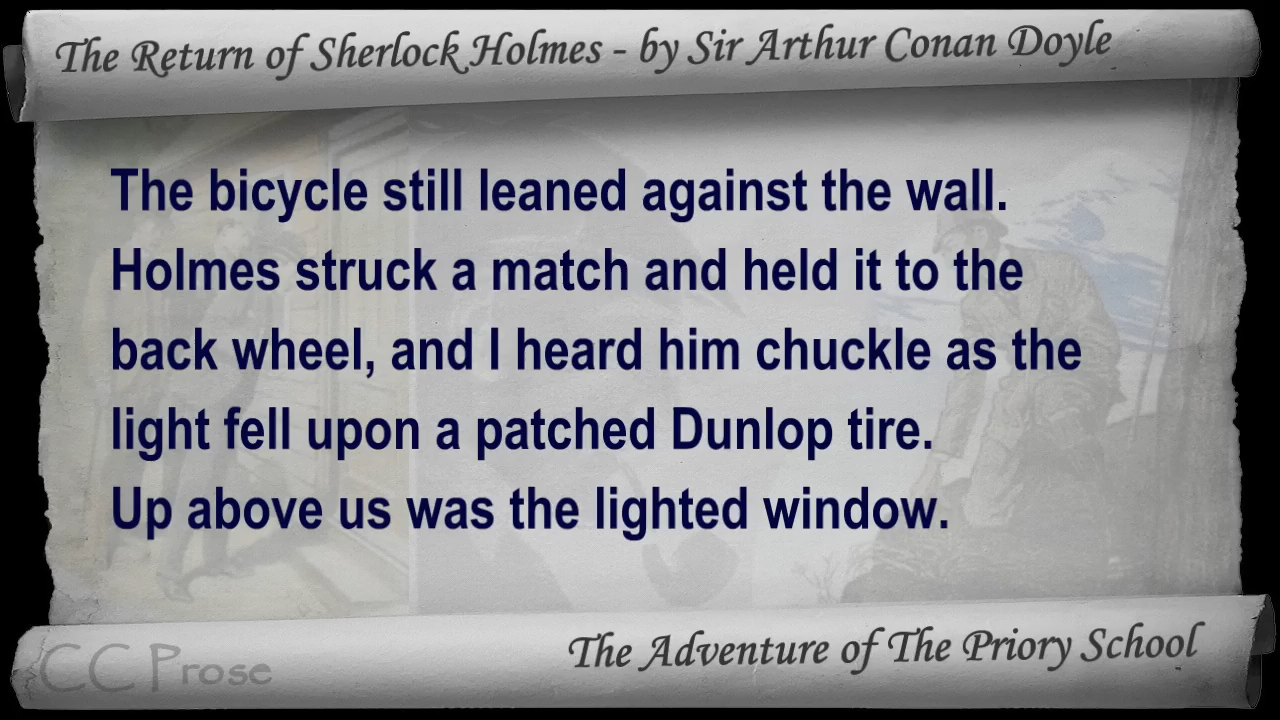 The Return of Sherlock Holmes - by Sir Arthur Conan Doyle
The bicycle still leaned against the wall.
Holmes struck a match and held it to the
back wheel, and I heard him chuckle as the
light fell upon a patched Dunlop tire.
Up above us was the lighted window.
The Adventure of The Priory School
CC Prose